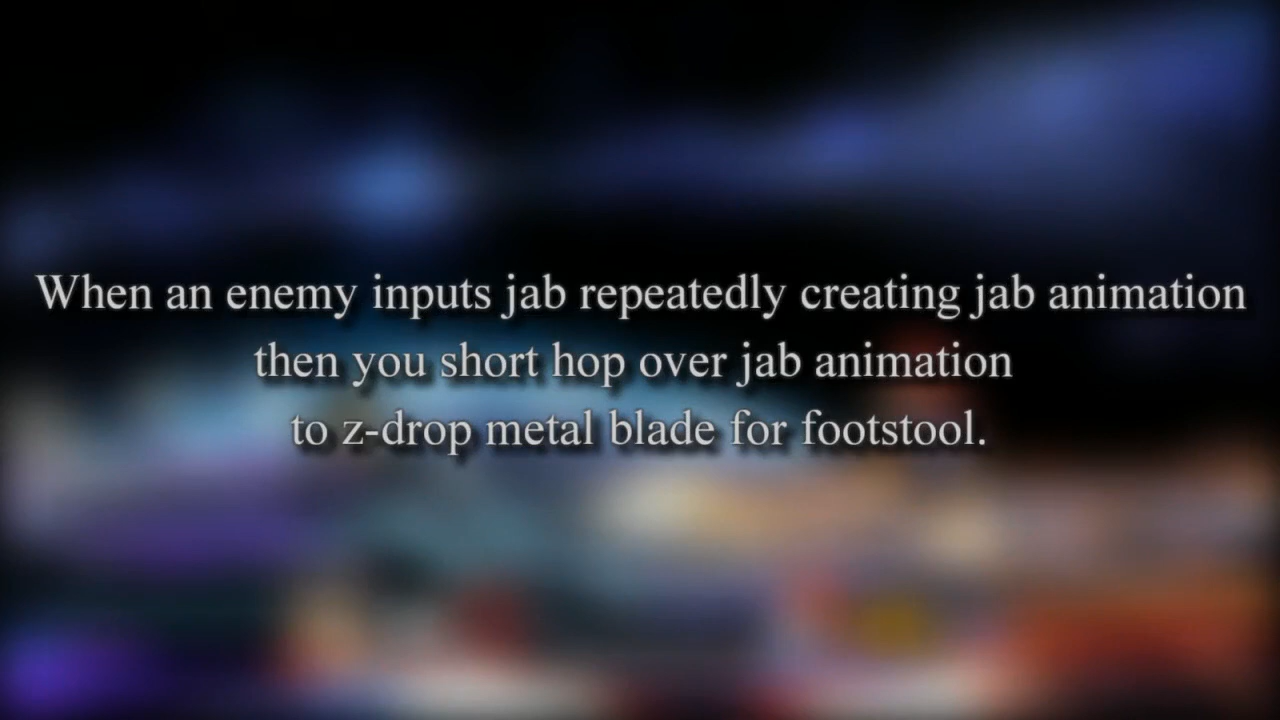 When an enemy inputs jab repeatedly creating jab animation
then you short hop over jab animation
to z-drop metal blade for footstool.